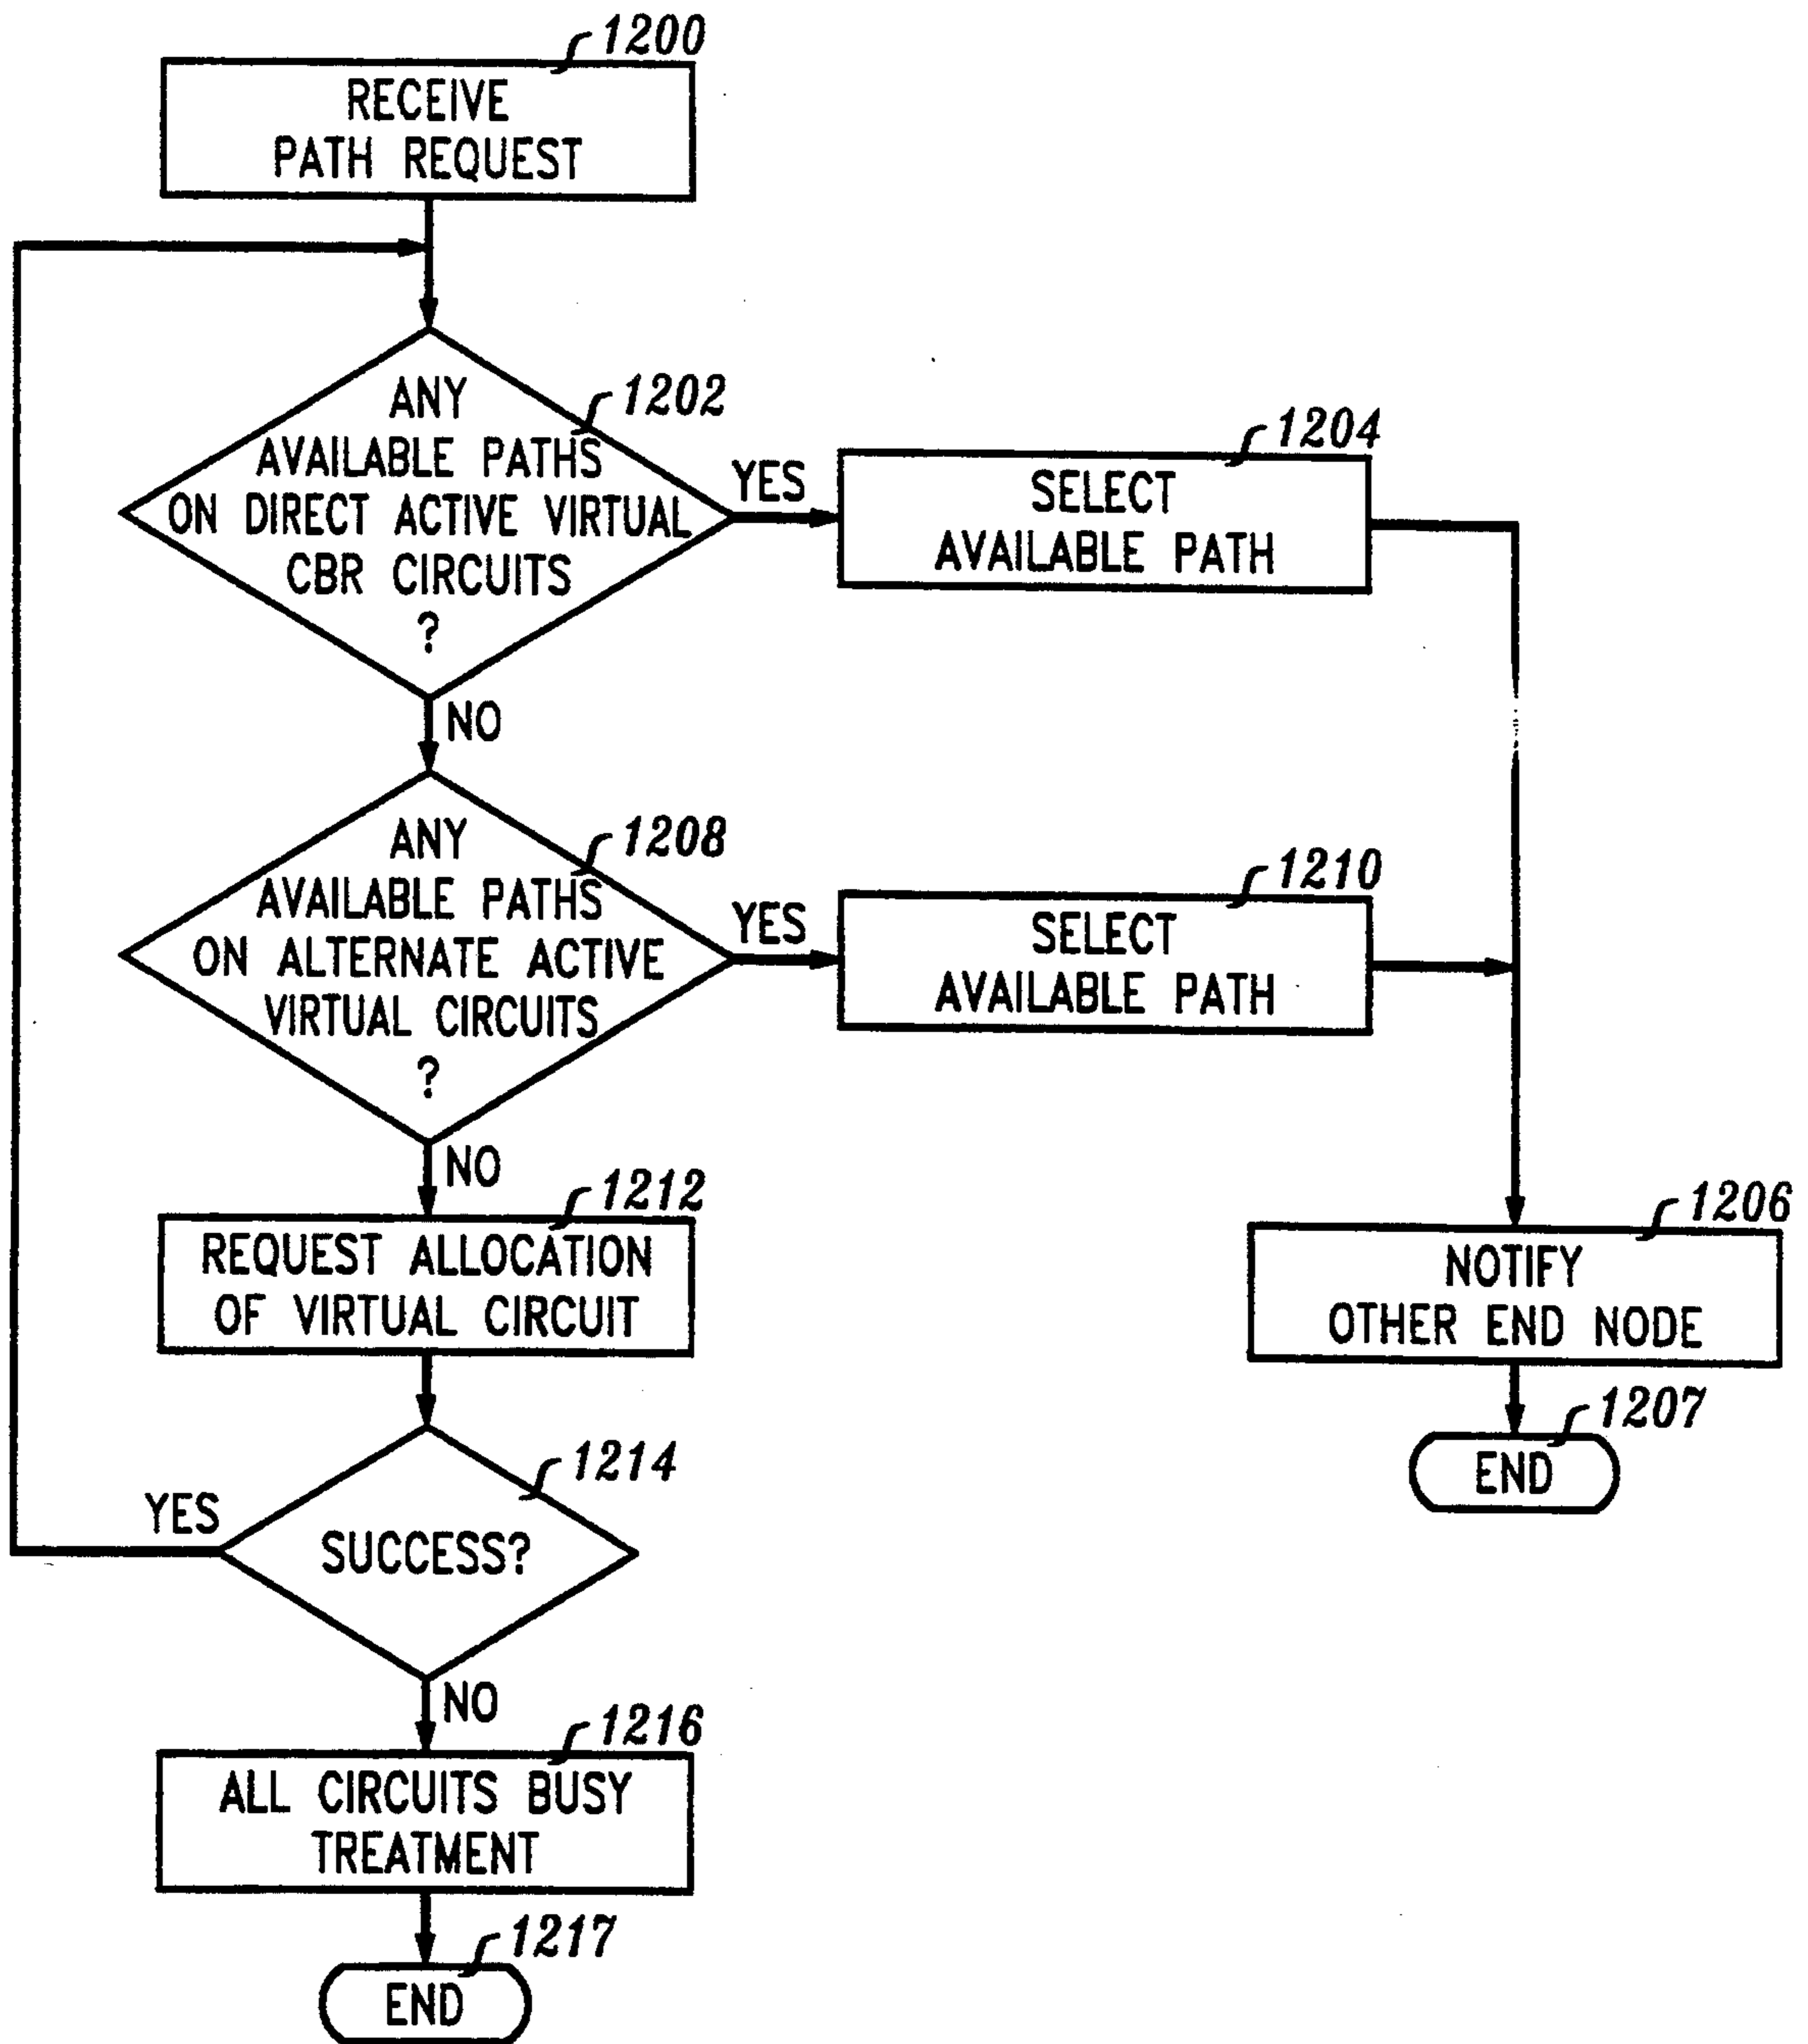 1200
RECEIVE
PATH REQUEST
1202
ANY
AVAILABLE PATHS
ON DIRECT ACTIVE VIRTUAL
CBR CIRCUITS
?
YES
1204
SELECT
AVAILABLE PATH
NO
1208
ANY
AVAILABLE PATHS
ON ALTERNATE ACTIVE
VIRTUAL CIRCUITS
?
YES
1210
SELECT
AVAILABLE PATH
NO
1212
REQUEST ALLOCATION
OF VIRTUAL CIRCUIT
1206
NOTIFY
OTHER END NODE
1207
END
1214
SUCCESS?
YES
NO
1216
ALL CIRCUITS BUSY
TREATMENT
1217
END